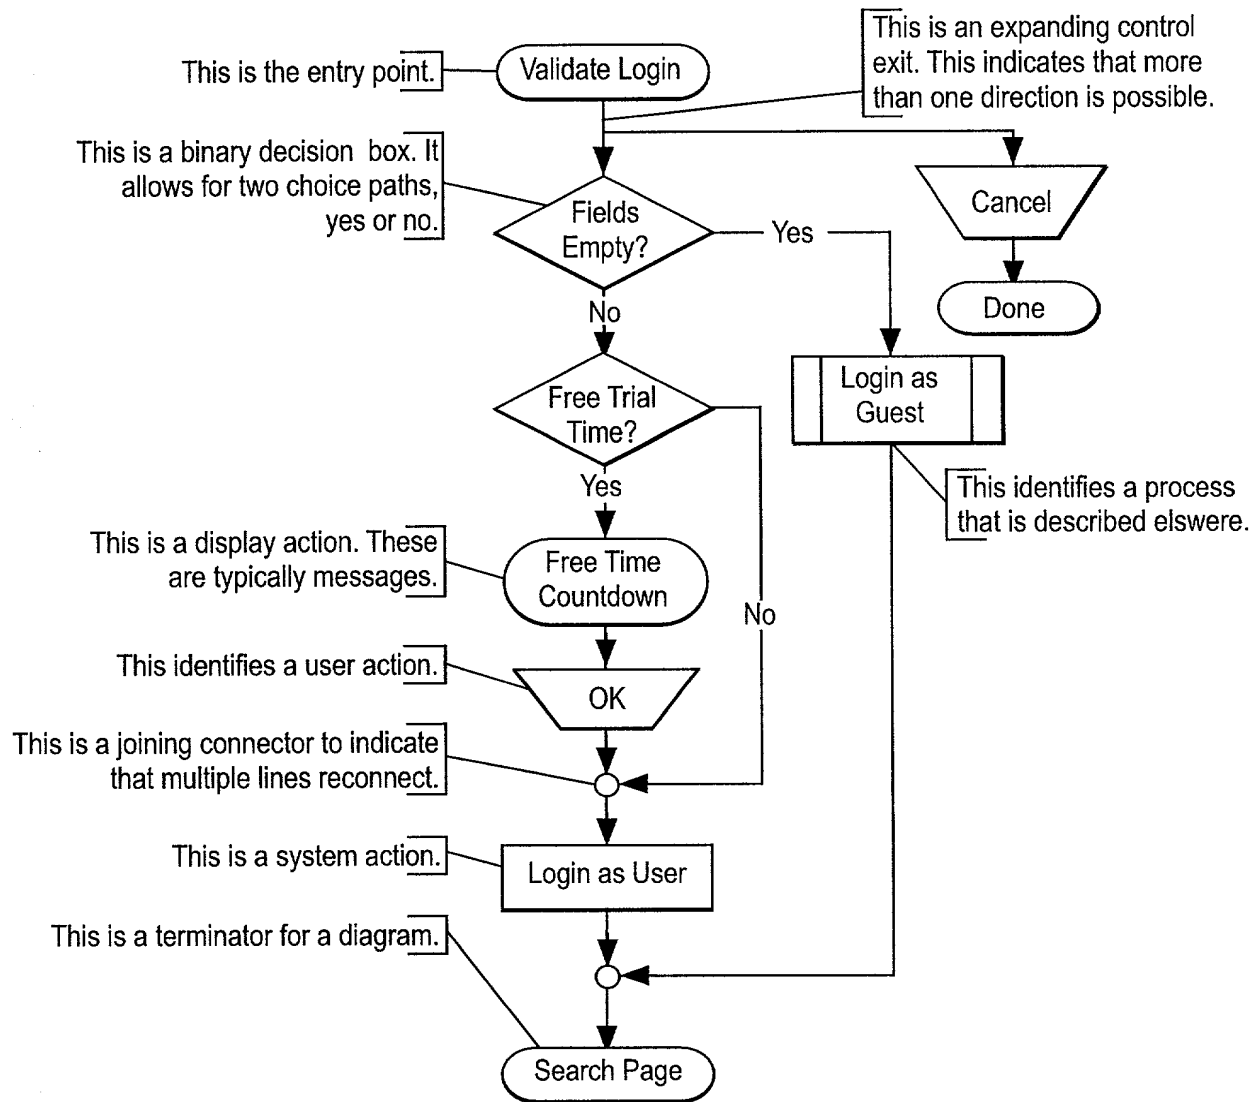 This is the entry point.
Validate Login
This is an expanding control
exit. This indicates that more
than one direction is possible.
This is a binary decision box. It
allows for two choice paths,
yes or no.
Fields
Empty?
Yes
Cancel
Done
No
Free Trial
Time?
Login as
Guest
This identifies a process
that is described elswere.
Yes
This is a display action. These
are typically messages.
Free Time
Countdown
No
This identifies a user action.
OK
This is a joining connector to indicate
that multiple lines reconnect.
This is a system action.
Login as User
This is a terminator for a diagram.
Search Page